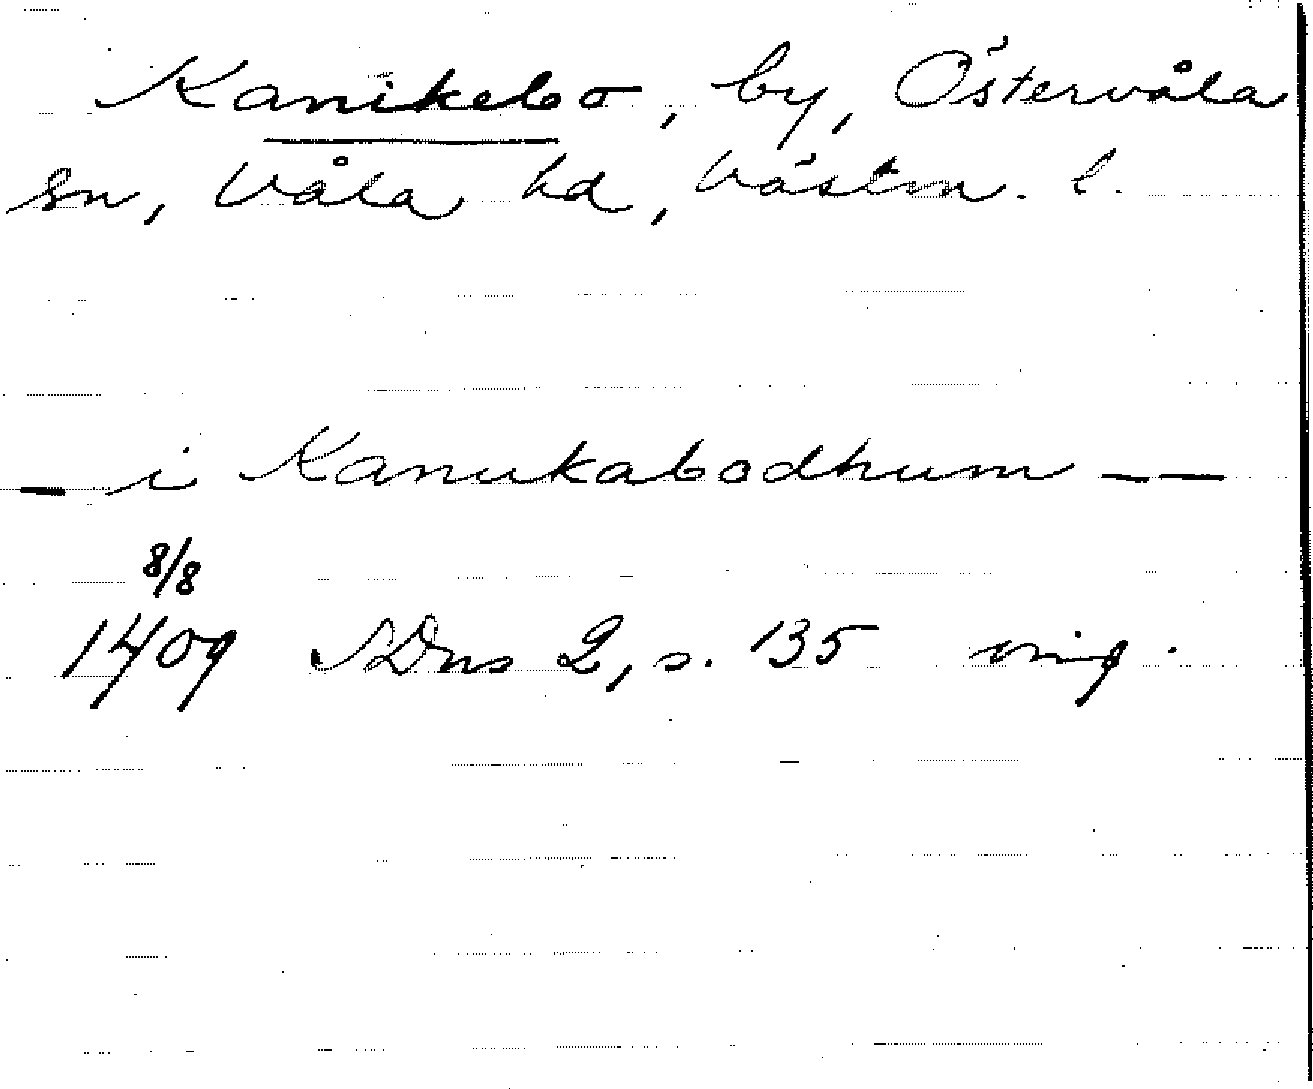 Kanikebo, by, Östervåla
sn, Våla hd, Västm. l.
— i Kanukabodhum — —
8/8
1409 SDns 2, s. 135 orig.